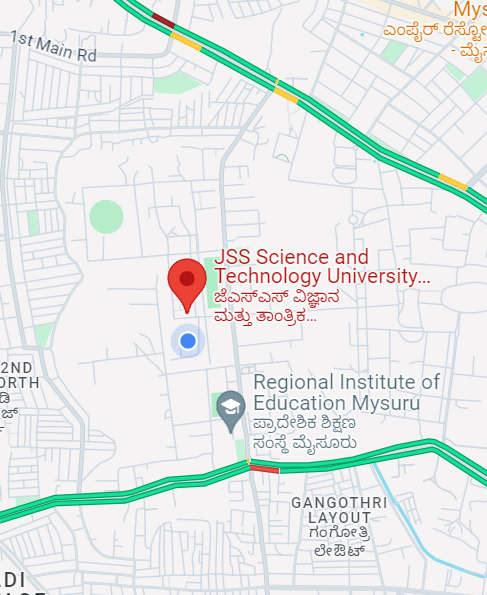 Mys
ಎಂಪೈರ್ ರೆಸ್ಟೋ
- ಮೈಸ
1st Main Rd
JSS Science and
Technology University...
ಜೆಎಸ್ಎಸ್ ವಿಜ್ಞಾನ
ಮತ್ತು ತಾಂತ್ರಿಕ...
2ND
ORTH
Regional Institute of
Education Mysuru
ಪ್ರಾದೇಶಿಕ ಶಿಕ್ಷಣ
ಸಂಸ್ಥೆ ಮೈಸೂರು
GANGOTHRI
LAYOUT
ಗಂಗೋತ್ರಿ
ಲೇಔಟ್
ADI